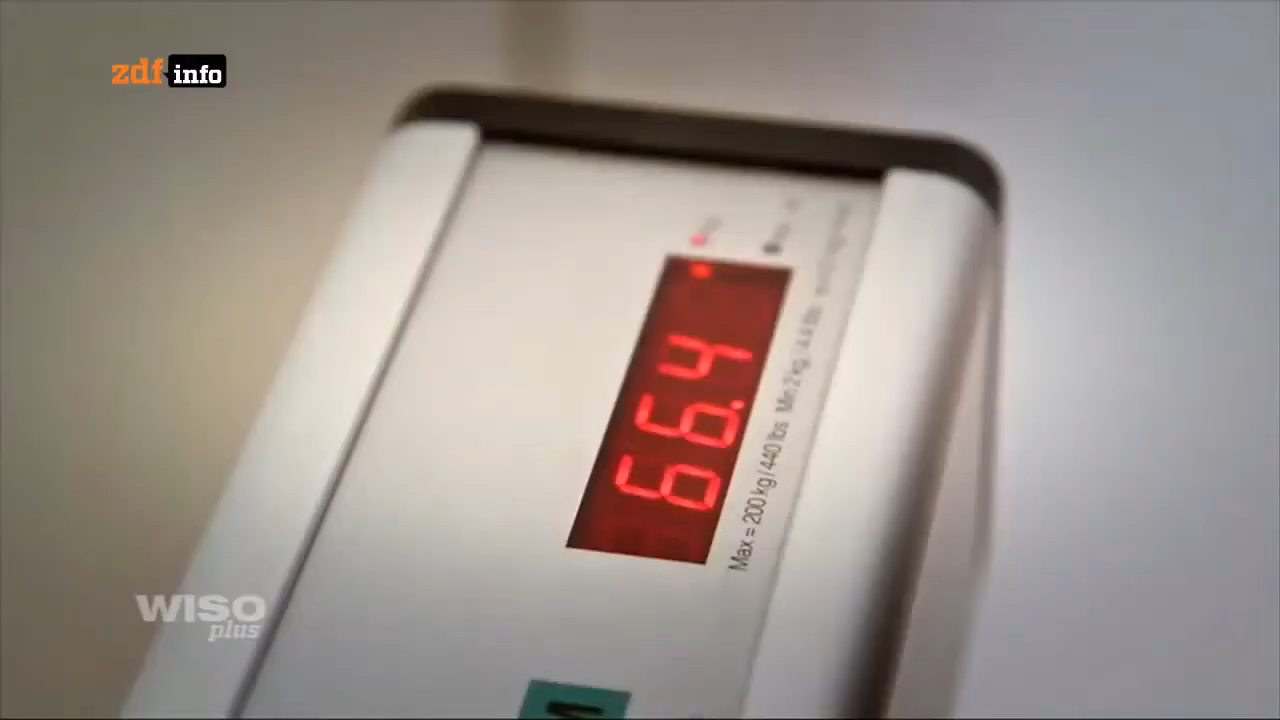 zdf info
66.4
Max = 200 kg / 440 lbs Min 2 kg / 4.4 lbs
WISO
plus